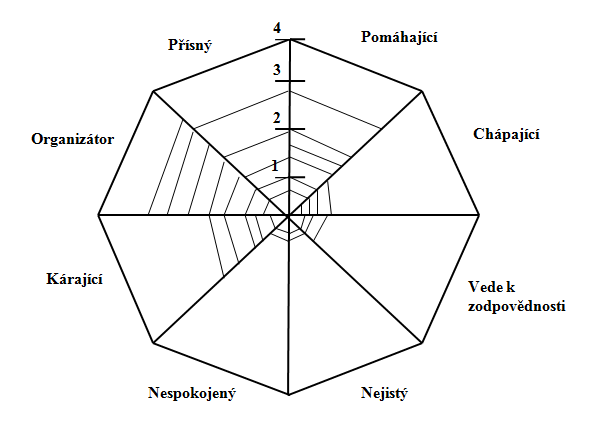 4
Přísný
Pomáhající
3
2
Organizátor
Chápající
1
Kárající
Vede k
zodpovědnosti
Nespokojený
Nejistý